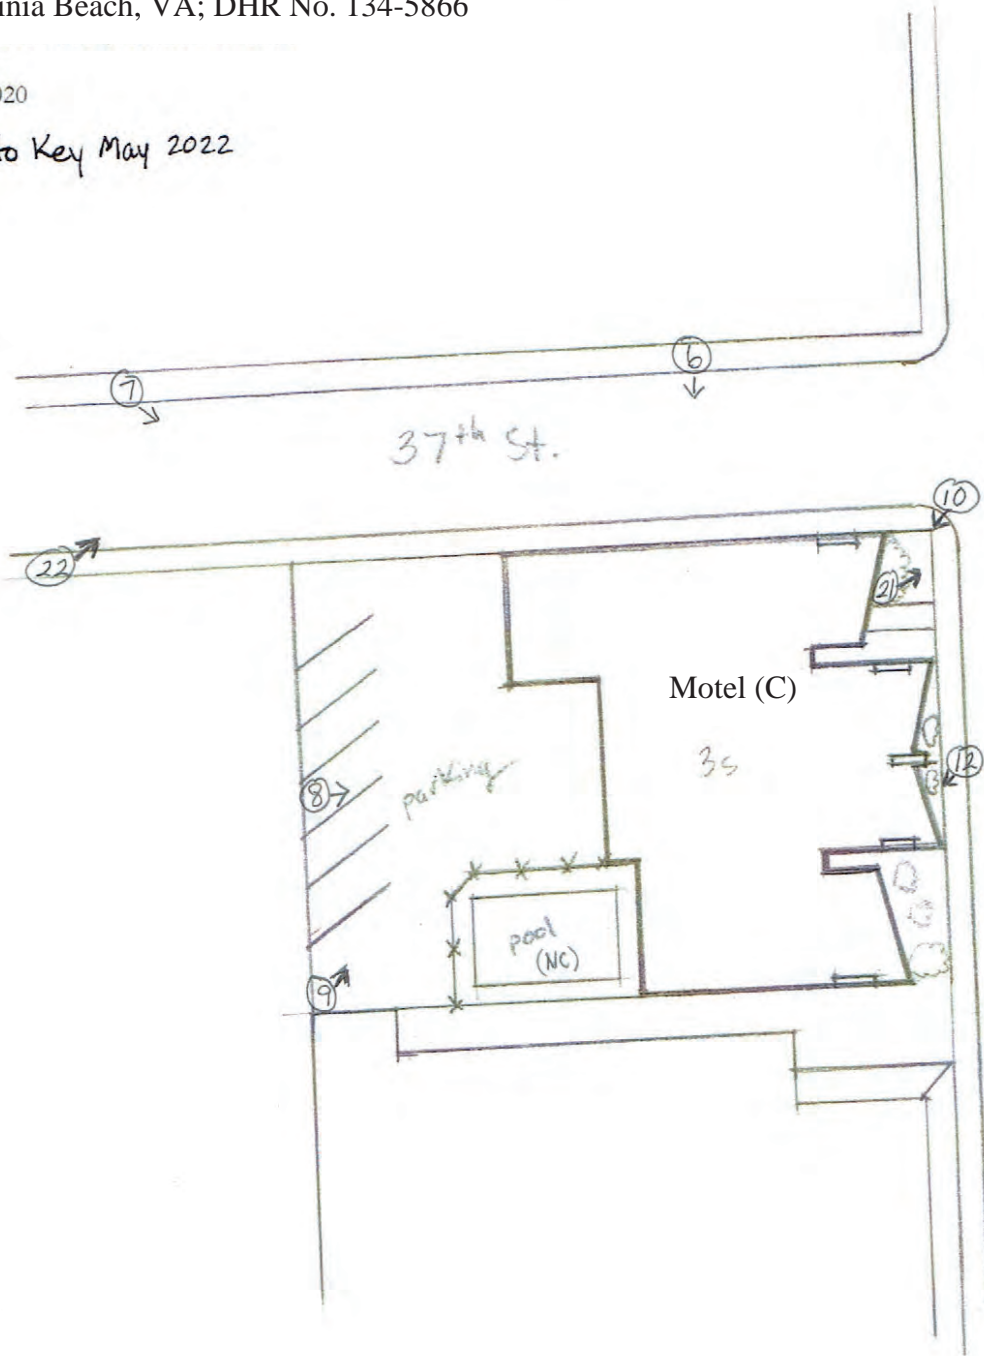 inia Beach, VA; DHR No. 134-5866
020
to Key May 2022
6
7
37th St.
10
22
21
Motel (C)
3s
12
8
parking
pool
(NC)
9